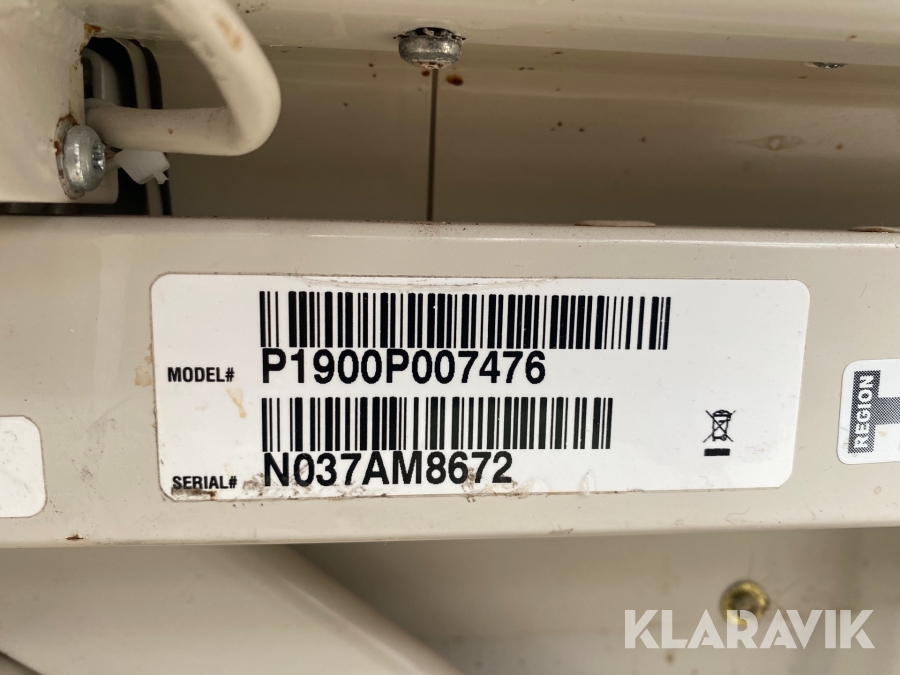 MODEL# P1900P007476
SERIAL# N037AM8672
REGION
KLARAVIK